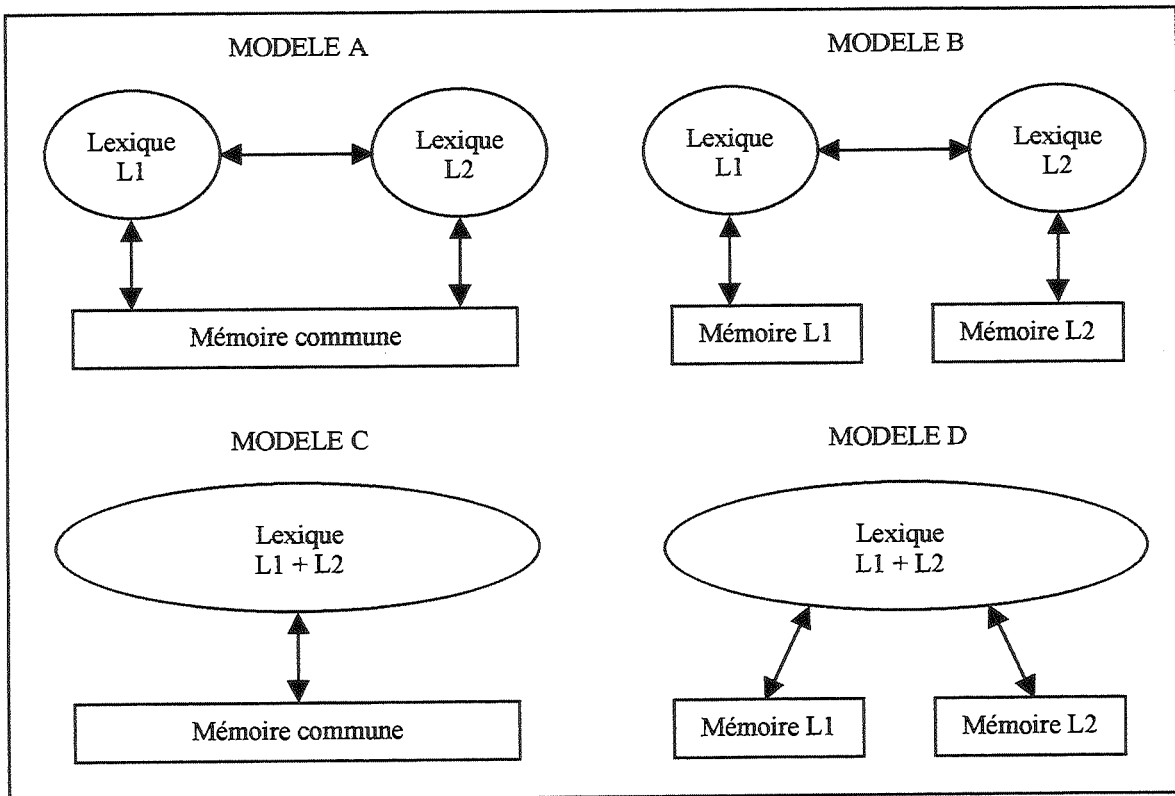 MODELE A
Lexique
L1
Lexique
L2
Mémoire commune
MODELE B
Lexique
L1
Lexique
L2
Mémoire L1
Mémoire L2
MODELE C
Lexique
L1 + L2
Mémoire commune
MODELE D
Lexique
L1 + L2
Mémoire L1
Mémoire L2